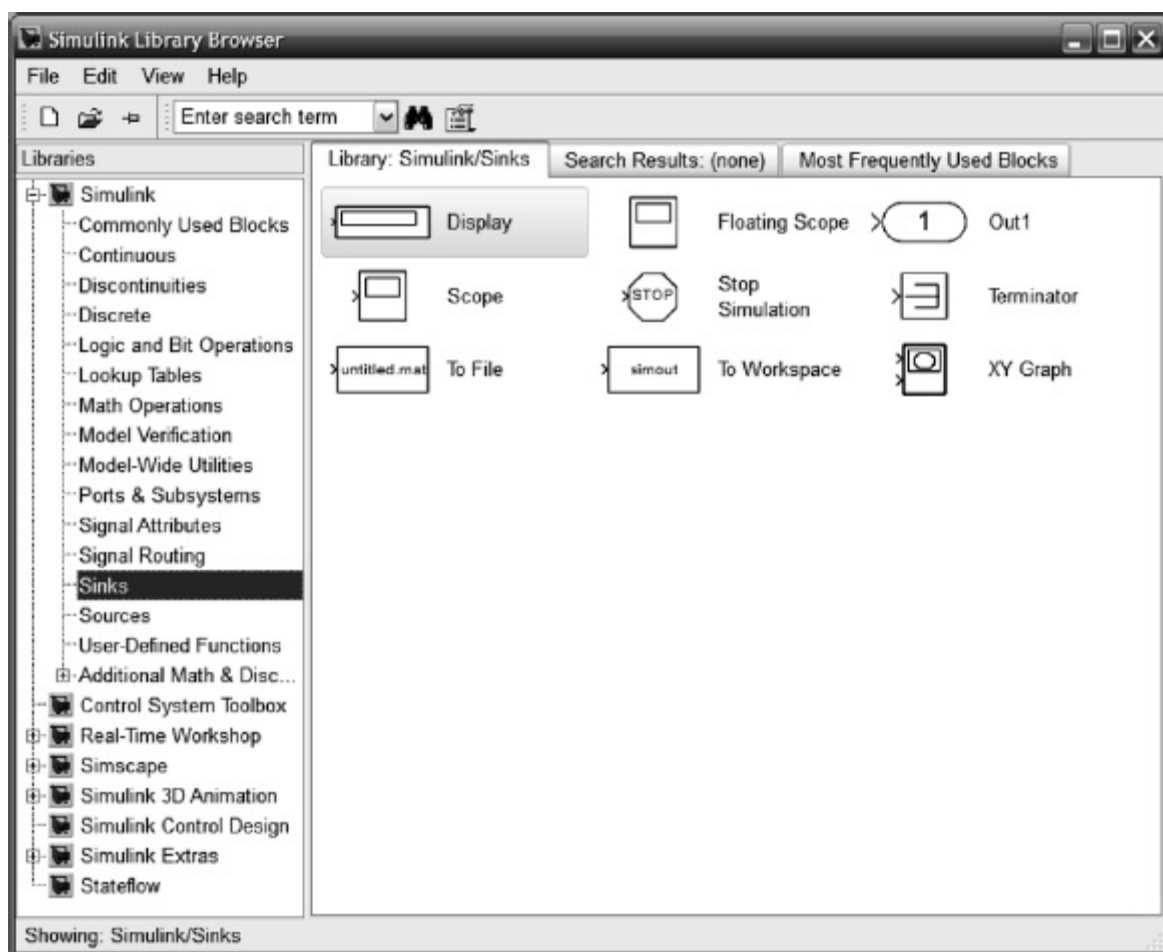 Simulink Library Browser
File Edit View Help
Enter search term
Libraries
Library: Simulink/Sinks Search Results: (none) Most Frequently Used Blocks
Simulink
Commonly Used Blocks
Continuous
Discontinuities
Discrete
Logic and Bit Operations
Lookup Tables
Math Operations
Model Verification
Model-Wide Utilities
Ports & Subsystems
Signal Attributes
Signal Routing
Sinks
Sources
User-Defined Functions
Additional Math & Disc...
Control System Toolbox
Real-Time Workshop
Simscape
Simulink 3D Animation
Simulink Control Design
Simulink Extras
Stateflow
Display
Floating Scope
1 Out1
Scope
STOP Stop
Simulation
Terminator
untitled.mat To File
simout To Workspace
XY Graph
Showing: Simulink/Sinks